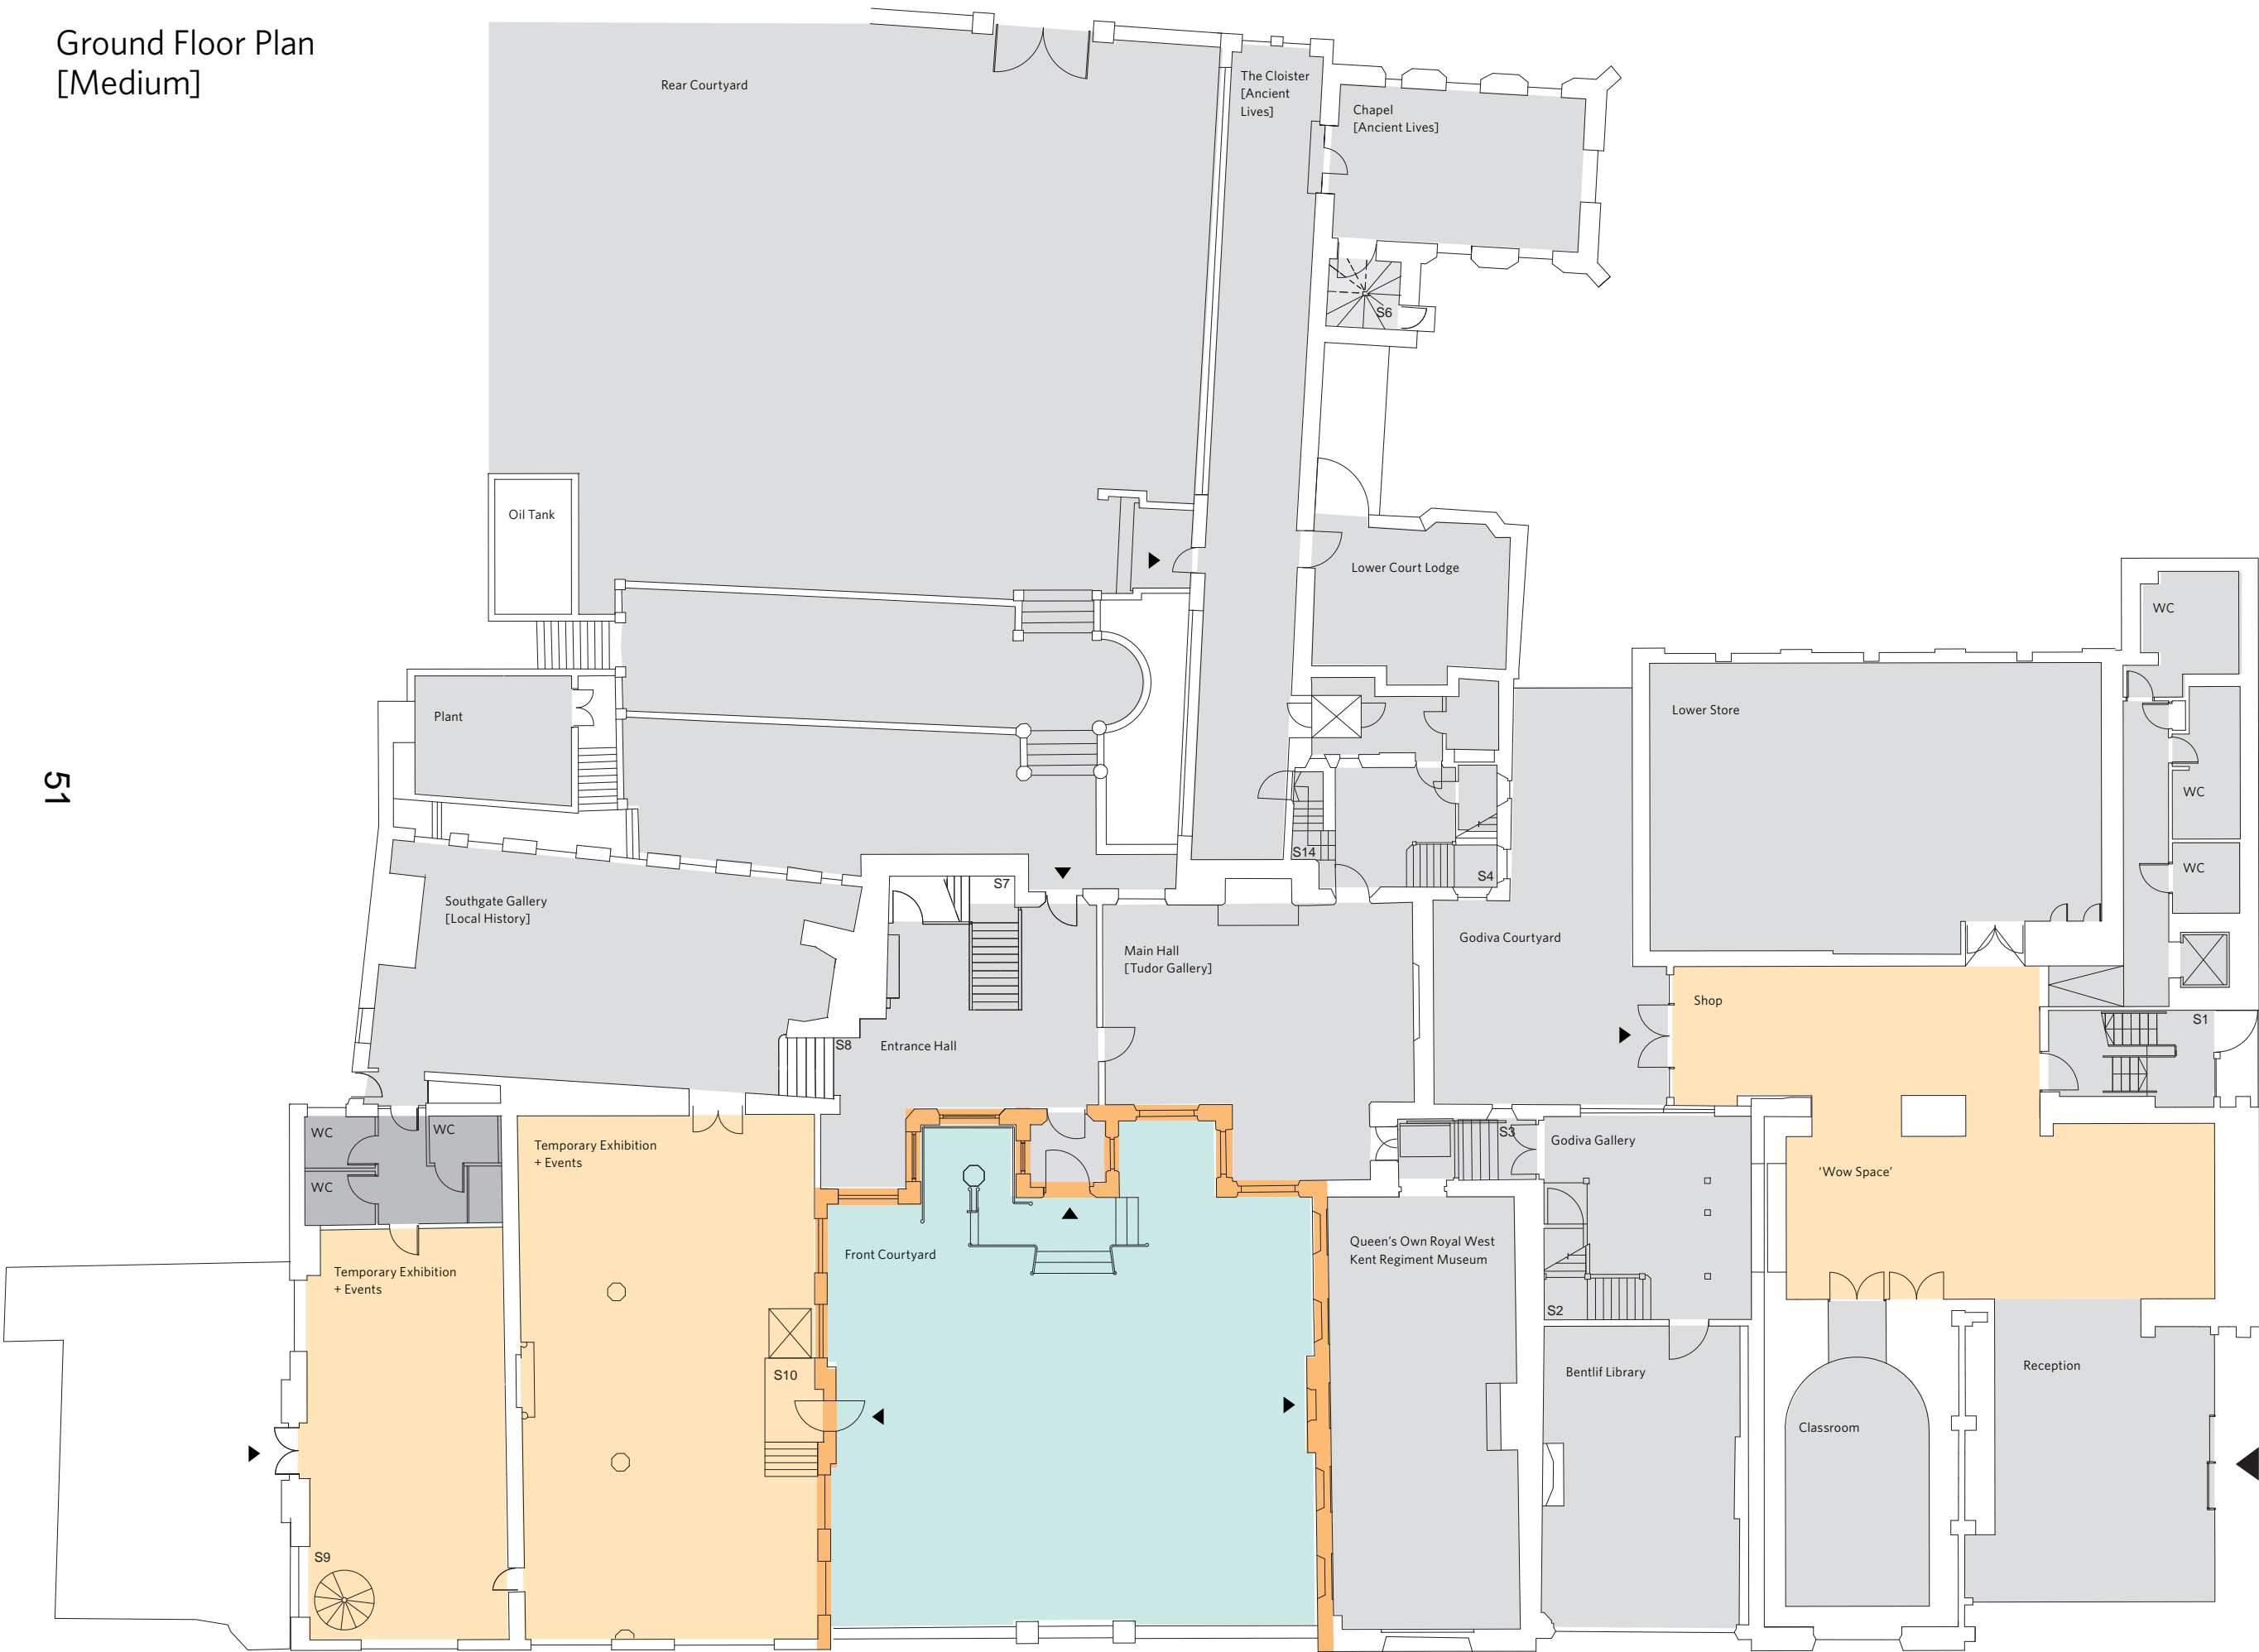 Ground Floor Plan
[Medium]
Rear Courtyard
The Cloister
[Ancient
Lives]
Chapel
[Ancient Lives]
S6
Oil Tank
Lower Court Lodge
WC
Plant
Lower Store
51
WC
S14
S4
WC
S7
Southgate Gallery
[Local History]
Main Hall
[Tudor Gallery]
Godiva Courtyard
Shop
S1
S8
Entrance Hall
WC
WC
Temporary Exhibition
+ Events
S3
Godiva Gallery
‘Wow Space’
WC
Front Courtyard
Queen’s Own Royal West
Kent Regiment Museum
Temporary Exhibition
+ Events
S2
S10
Bentlif Library
Reception
Classroom
S9